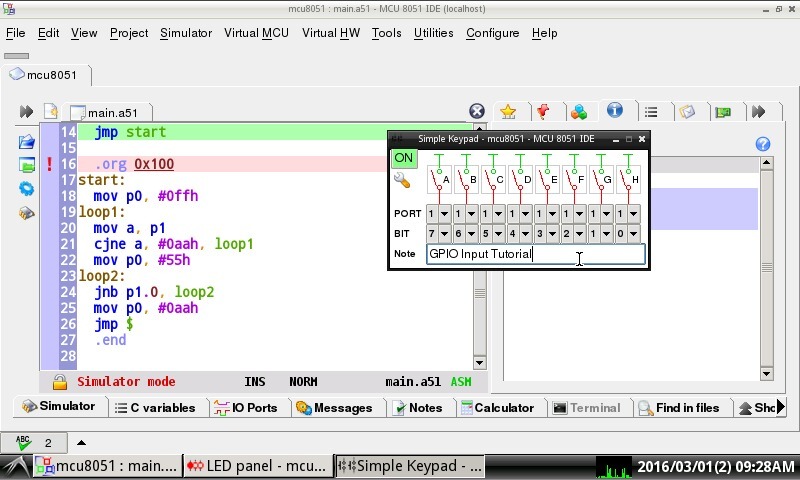 mcu8051 : main.a51 - MCU 8051 IDE (localhost)
File Edit View Project Simulator Virtual MCU Virtual HW Tools Utilities Configure Help
mcu8051
main.a51
14 jmp start
15
! 16 .org 0x100
17 start:
18 mov p0, #0ffh
19 loop1:
20 mov a, p1
21 cjne a, #0aah, loop1
22 mov p0, #55h
23 loop2:
24 jnb p1.0, loop2
25 mov p0, #0aah
26 jmp $
27 .end
28
Simulator mode INS NORM main.a51 ASM
Simple Keypad - mcu8051 - MCU 8051 IDE
ON
A B C D E F G H
PORT 1 1 1 1 1 1 1 1
BIT 7 6 5 4 3 2 1 0
Note GPIO Input Tutorial
Simulator C variables IO Ports Messages Notes Calculator Terminal Find in files Sho
ABC 2
mcu8051 : main.... LED panel - mcu... Simple Keypad - ... 2016/03/01(2) 09:28AM